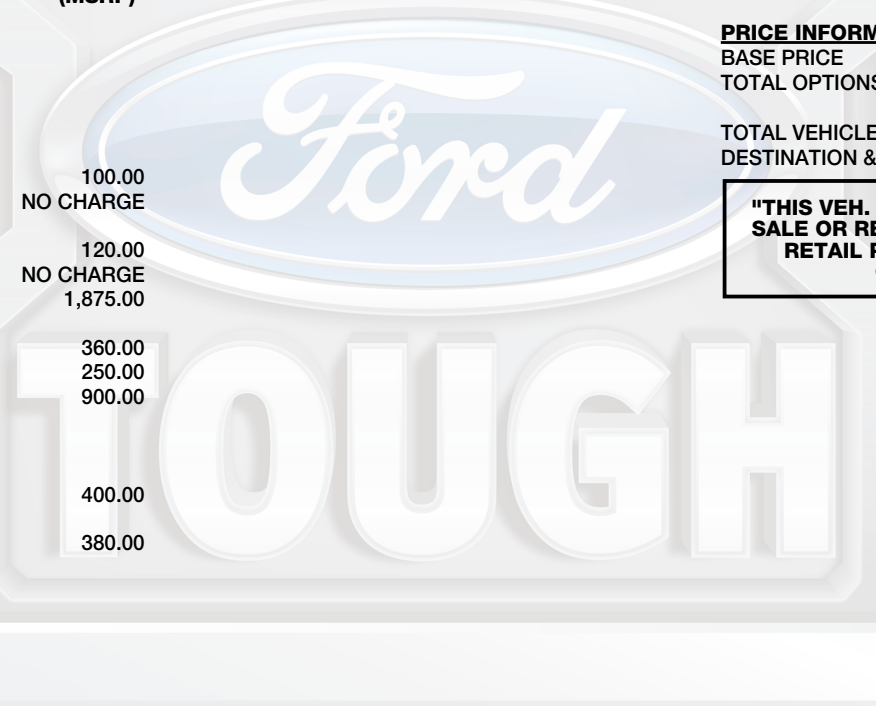 (MSRP)
100.00
NO CHARGE
120.00
NO CHARGE
1,875.00
360.00
250.00
900.00
400.00
380.00
PRICE INFORM
BASE PRICE
TOTAL OPTIONS
TOTAL VEHICLE
DESTINATION &
"THIS VEH.
SALE OR RE
RETAIL
Ford
TOUGH